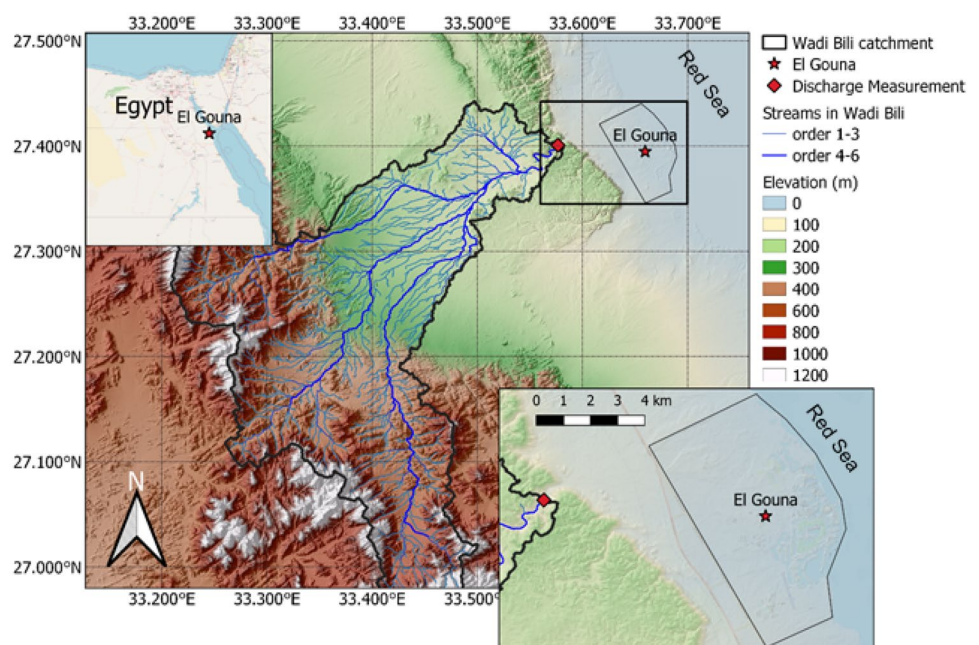 33.200°E 33.300°E 33.400°E 33.500°E 33.600°E 33.700°E
27.500°N
27.400°N
27.300°N
27.200°N
27.100°N
27.000°N
Egypt
El Gouna
El Gouna
Red Sea
Wadi Bili catchment
El Gouna
Discharge Measurement
Streams in Wadi Bili
order 1-3
order 4-6
Elevation (m)
0
100
200
300
400
600
800
1000
1200
N
0 1 2 3 4 km
Red Sea
El Gouna
33.200°E 33.300°E 33.400°E 33.500°